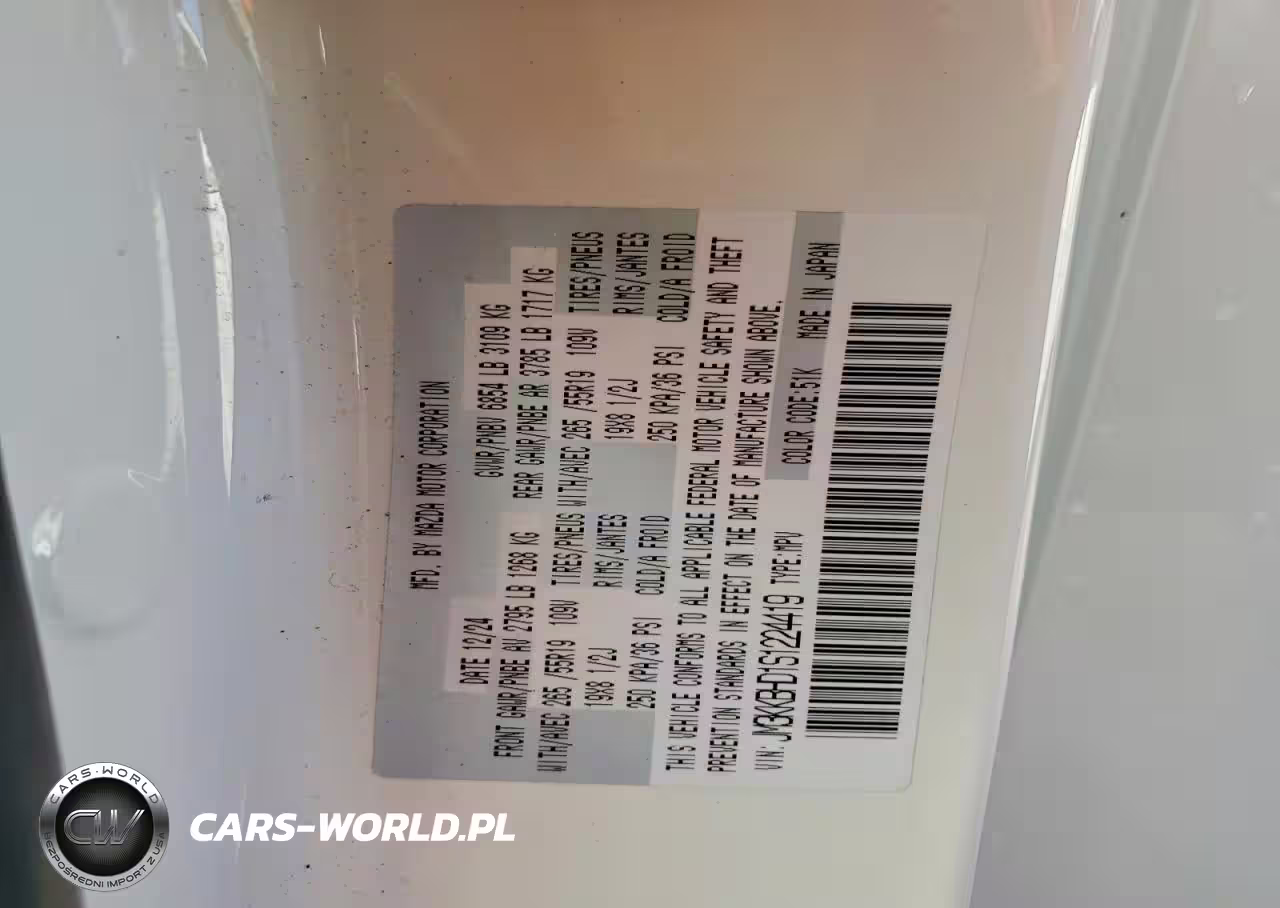 MFD. BY MAZDA MOTOR CORPORATION
DATE 12/24 GVWR/PNBV 6854 LB 3109 KG
FRONT GAWR/PNBE AV 2795 LB 1268 KG REAR GAWR/PNBE AR 3785 LB 1717 KG
WITH/AVEC 265 /55R19 109V TIRES/PNEUS WITH/AVEC 265 /55R19 109V TIRES/PNEUS
19X8 1/2J RIMS/JANTES 19X8 1/2J RIMS/JANTES
250 KPA/36 PSI COLD/A FROID 250 KPA/36 PSI COLD/A FROID
THIS VEHICLE CONFORMS TO ALL APPLICABLE FEDERAL MOTOR VEHICLE SAFETY AND THEFT
PREVENTION STANDARDS IN EFFECT ON THE DATE OF MANUFACTURE SHOWN ABOVE.
VIN: JM3KKBHD1S1224419 TYPE:MPV COLOR CODE:51K MADE IN JAPAN
CARS-WORLD
CW
BEZPOŚREDNI IMPORT Z USA
CARS-WORLD.PL